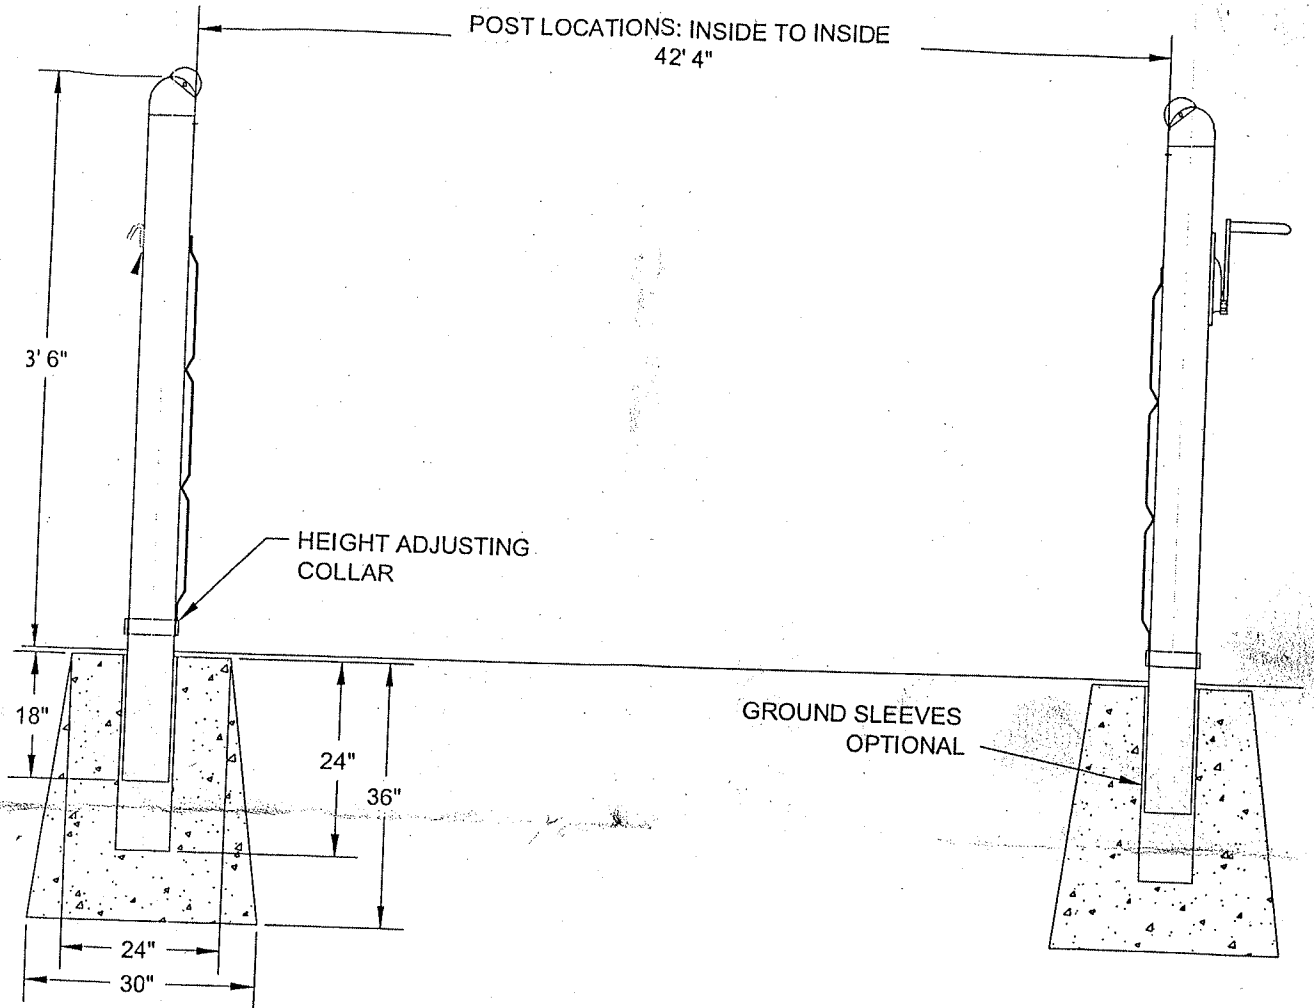 POST LOCATIONS: INSIDE TO INSIDE
42' 4"
3' 6"
HEIGHT ADJUSTING
COLLAR
18"
24"
36"
GROUND SLEEVES
OPTIONAL
24"
30"